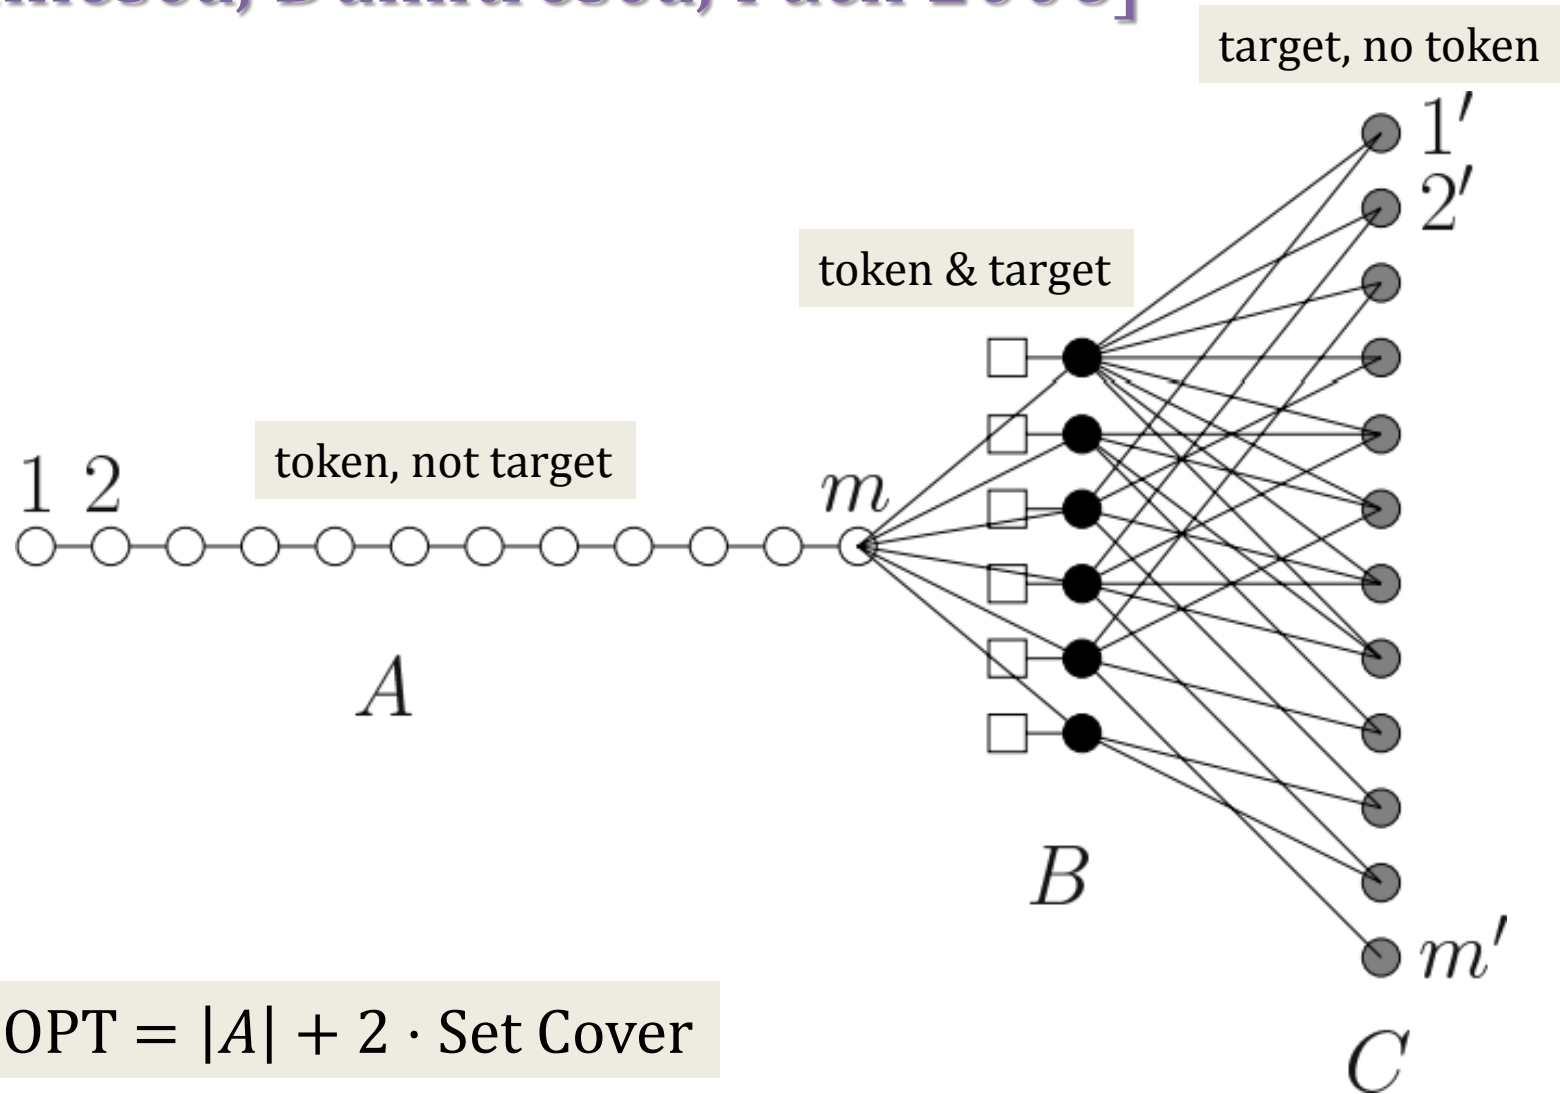 target, no token
1′
2′
token & target
token, not target
1 2
m
A
B
m′
OPT = |A| + 2 · Set Cover
C